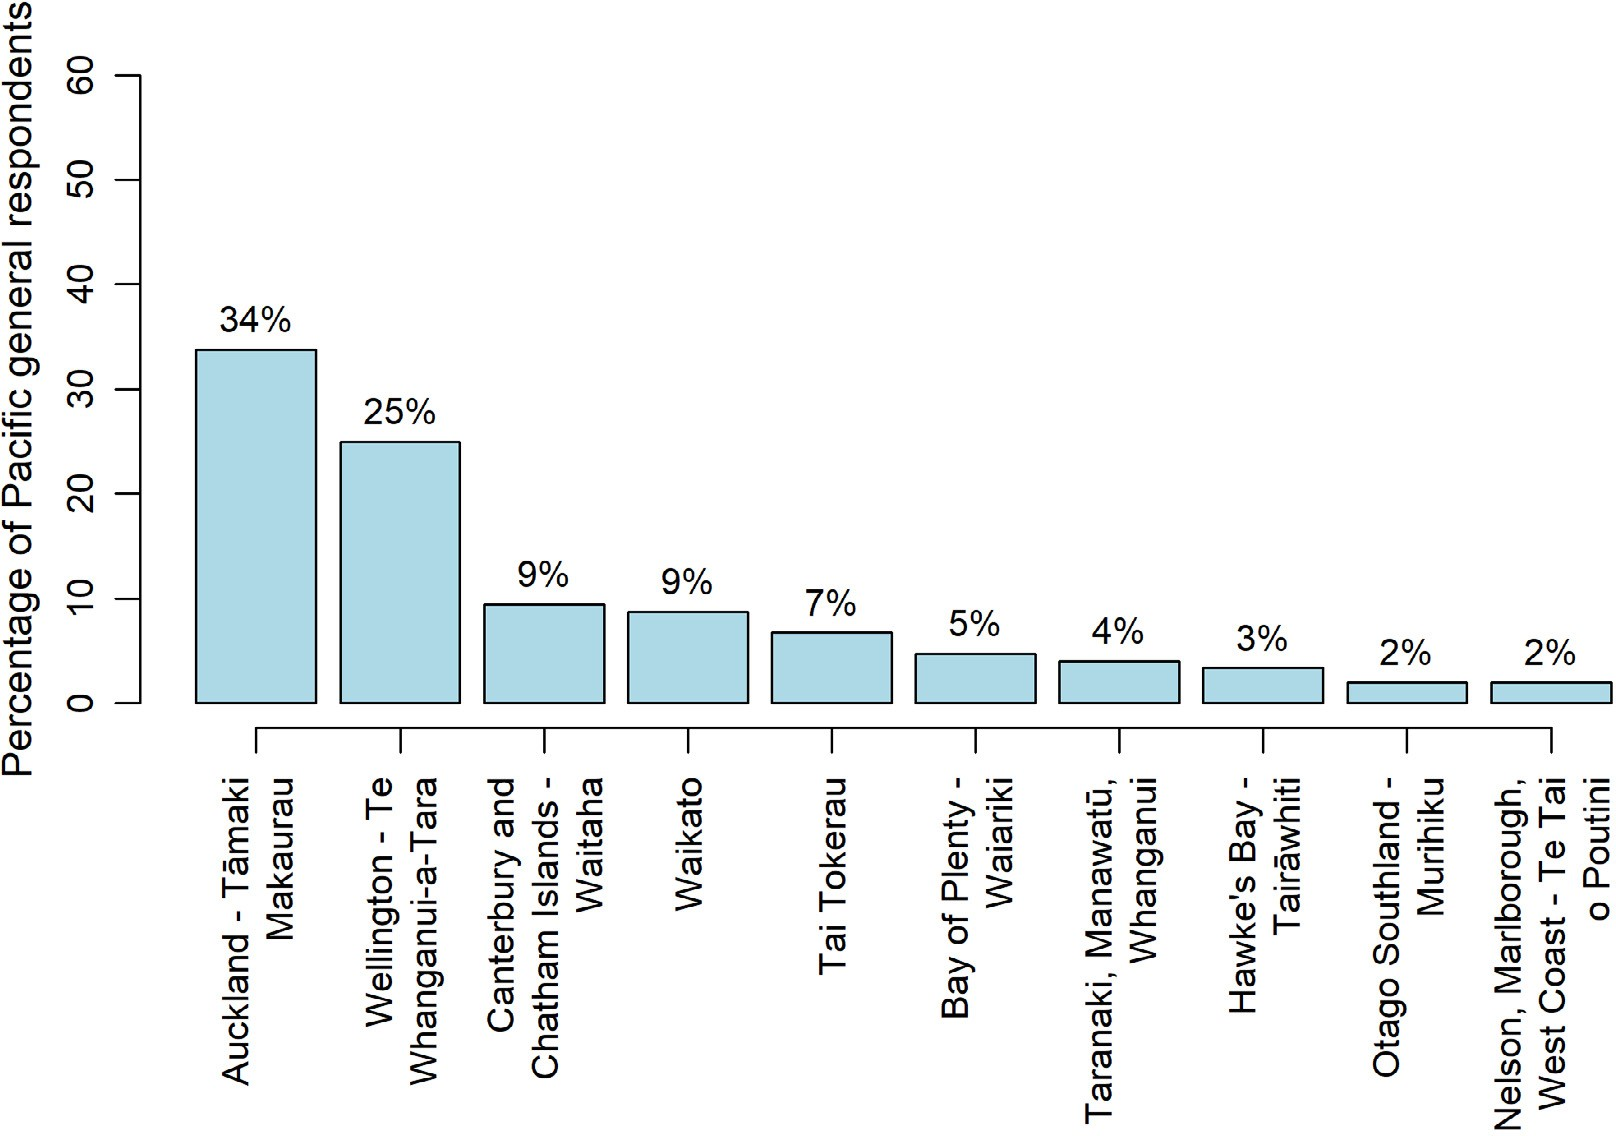 Percentage of Pacific general respondents
60
50
40
30
20
10
0
34%
25%
9%
9%
7%
5%
4%
3%
2%
2%
Auckland - Tāmaki
Makaurau
Wellington - Te
Whanganui-a-Tara
Canterbury and
Chatham Islands -
Waitaha
Waikato
Tai Tokerau
Bay of Plenty -
Waiariki
Taranaki, Manawatū,
Whanganui
Hawke's Bay -
Tairāwhiti
Otago Southland -
Murihiku
Nelson, Marlborough,
West Coast - Te Tai
o Poutini